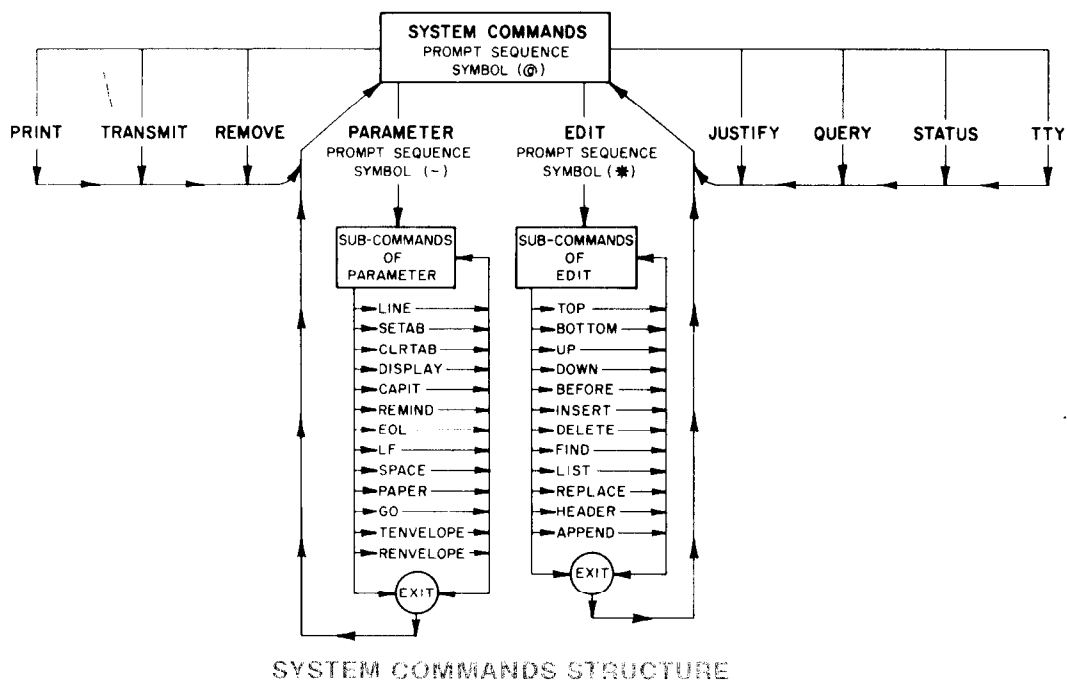 SYSTEM COMMANDS
PROMPT SEQUENCE
SYMBOL (@)
PRINT
TRANSMIT
REMOVE
PARAMETER
PROMPT SEQUENCE
SYMBOL (~)
EDIT
PROMPT SEQUENCE
SYMBOL (*)
JUSTIFY
QUERY
STATUS
TTY
SUB-COMMANDS
OF
PARAMETER
LINE
SETAB
CLRTAB
DISPLAY
CAPIT
REMIND
EOL
LF
SPACE
PAPER
GO
TENVELOPE
RENVELOPE
EXIT
SUB-COMMANDS
OF
EDIT
TOP
BOTTOM
UP
DOWN
BEFORE
INSERT
DELETE
FIND
LIST
REPLACE
HEADER
APPEND
EXIT
SYSTEM COMMANDS STRUCTURE